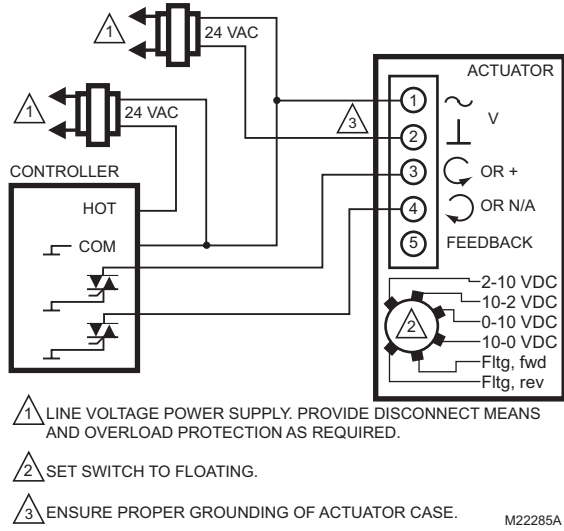 1
24 VAC
1
24 VAC
3
ACTUATOR
1
V
2
3
OR +
4
OR N/A
5
FEEDBACK
CONTROLLER
HOT
COM
2
2-10 VDC
10-2 VDC
0-10 VDC
10-0 VDC
Fltg, fwd
Fltg, rev
1 LINE VOLTAGE POWER SUPPLY. PROVIDE DISCONNECT MEANS
AND OVERLOAD PROTECTION AS REQUIRED.
2 SET SWITCH TO FLOATING.
3 ENSURE PROPER GROUNDING OF ACTUATOR CASE.
M22285A